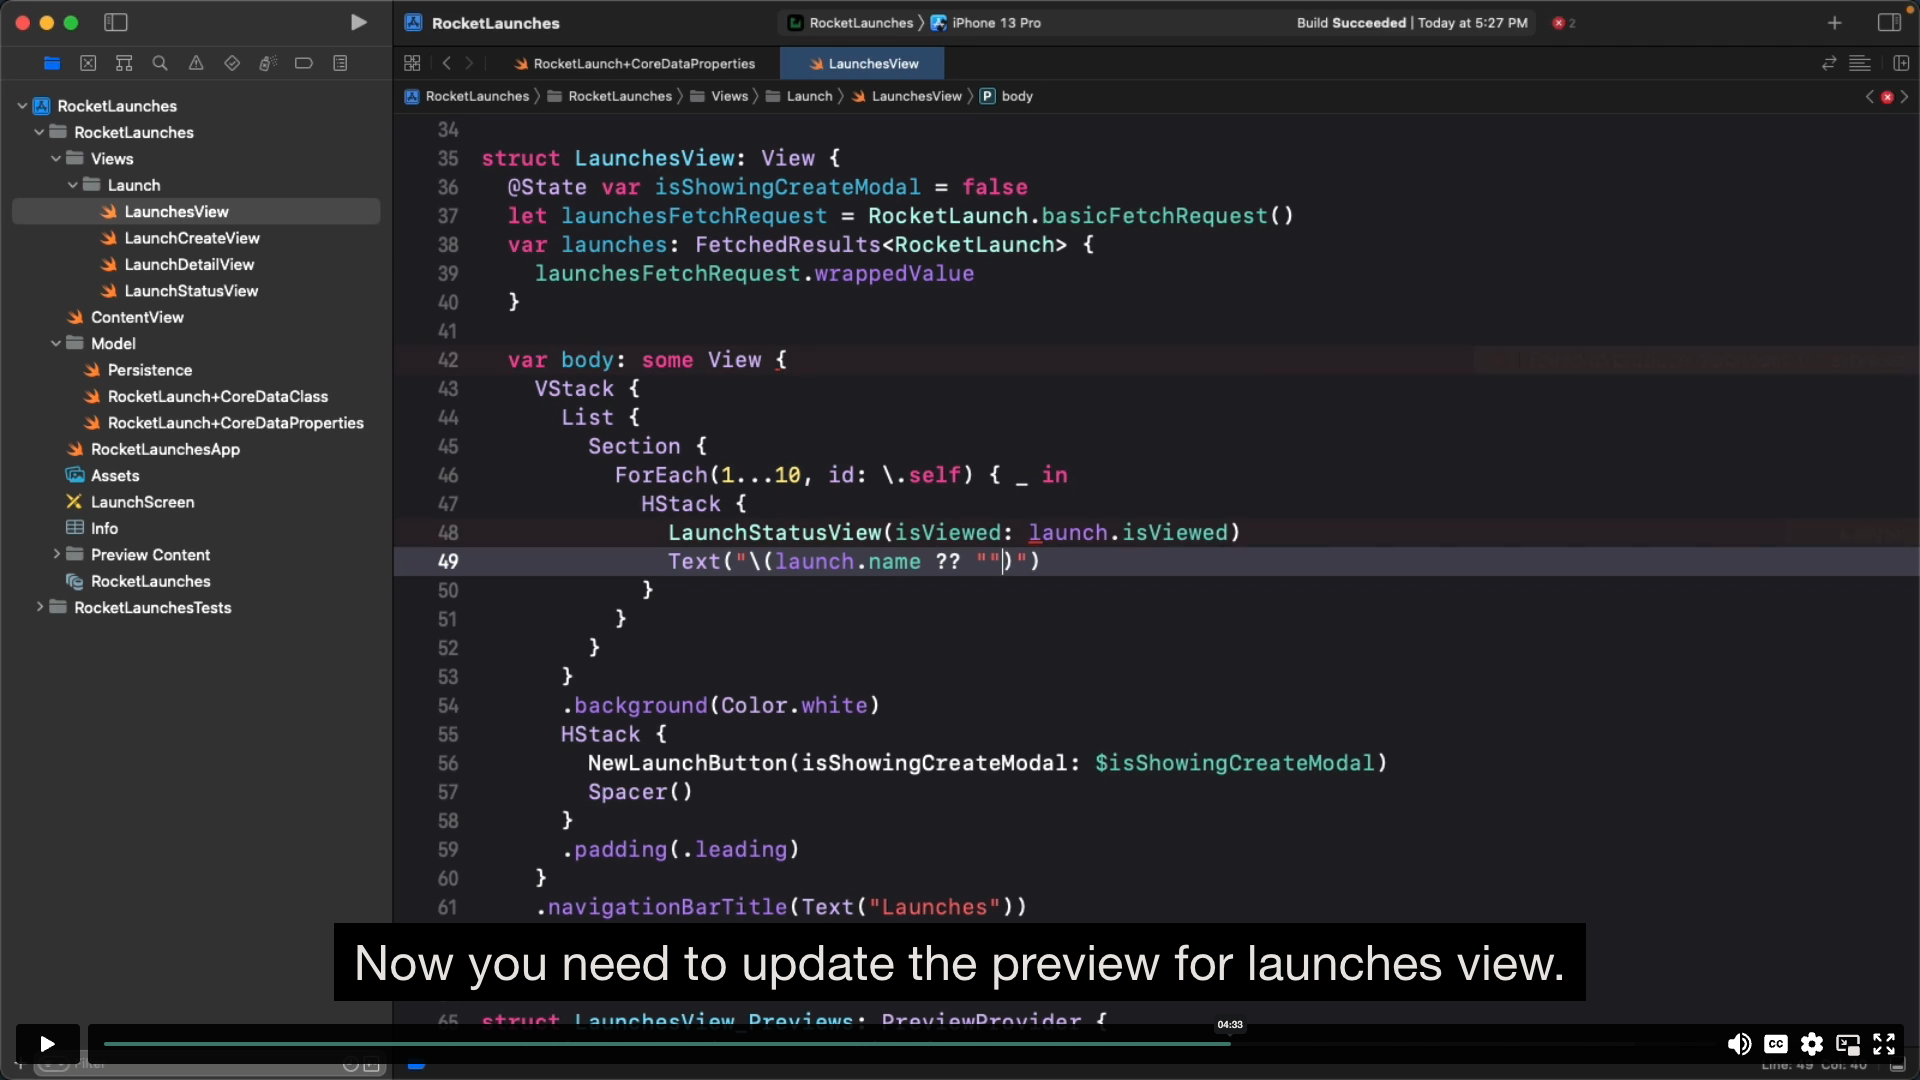 RocketLaunches
RocketLaunches 〉 iPhone 13 Pro
Build Succeeded | Today at 5:27 PM
2
RocketLaunch+CoreDataProperties
LaunchesView
RocketLaunches 〉 RocketLaunches 〉 Views 〉 Launch 〉 LaunchesView 〉 P body
RocketLaunches
RocketLaunches
Views
Launch
LaunchesView
LaunchCreateView
LaunchDetailView
LaunchStatusView
ContentView
Model
Persistence
RocketLaunch+CoreDataClass
RocketLaunch+CoreDataProperties
RocketLaunchesApp
Assets
LaunchScreen
Info
Preview Content
RocketLaunches
RocketLaunchesTests
34
35 struct LaunchesView: View {
36 @State var isShowingCreateModal = false
37 let launchesFetchRequest = RocketLaunch.basicFetchRequest()
38 var launches: FetchedResults<RocketLaunch> {
39 launchesFetchRequest.wrappedValue
40 }
41
42 var body: some View {
43 VStack {
44 List {
45 Section {
46 ForEach(1...10, id: \.self) { _ in
47 HStack {
48 LaunchStatusView(isViewed: launch.isViewed)
49 Text("\(launch.name ?? "")")
50 }
51 }
52 }
53 }
54 .background(Color.white)
55 HStack {
56 NewLaunchButton(isShowingCreateModal: $isShowingCreateModal)
57 Spacer()
58 }
59 .padding(.leading)
60 }
61 .navigationBarTitle(Text("Launches"))
Now you need to update the preview for launches view.
65 struct LaunchesView_Previews: PreviewProvider {
04:33
CC
Filter
Line: 49 Col: 40